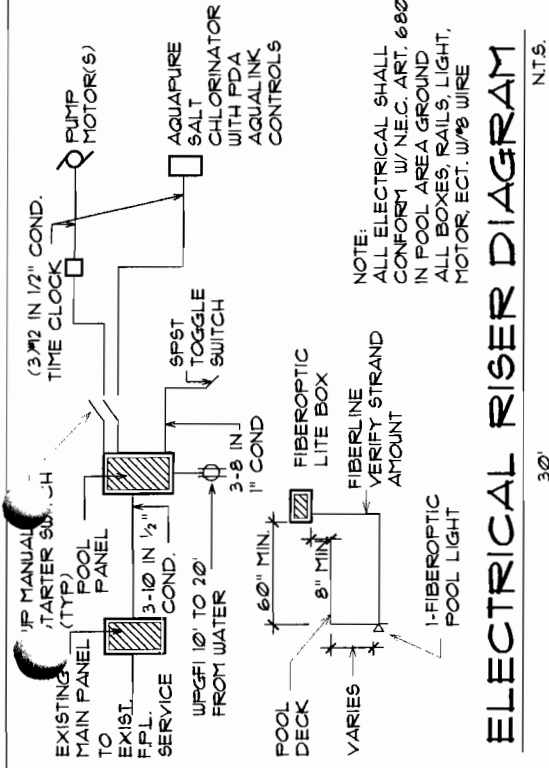 (3)#12 IN 1/2" COND.
TIME CLOCK
PUMP
MOTOR(S)
MANUAL
(TYP)
POOL
PANEL
EXISTING
MAIN PANEL
TO
EXIST.
F.P.L.
SERVICE
3-10 IN 1/2"
COND.
AQUAPURE
SALT
CHLORINATOR
WITH PDA
AQUALINK
CONTROLS
SPST
TOGGLE
SWITCH
WPGFI 10' TO 20'
FROM WATER
3-8 IN
1" COND
60" MIN.
8" MIN
FIBEROPTIC
LITE BOX
POOL
DECK
VARIES
FIBERLINE
VERIFY STRAND
AMOUNT
1-FIBEROPTIC
POOL LIGHT
NOTE:
ALL ELECTRICAL SHALL
CONFORM W/ N.E.C. ART. 680
IN POOL AREA GROUND
ALL BOXES, RAILS, LIGHT,
MOTOR, ECT. W/#8 WIRE
ELECTRICAL RISER DIAGRAM
N.T.S.
30'